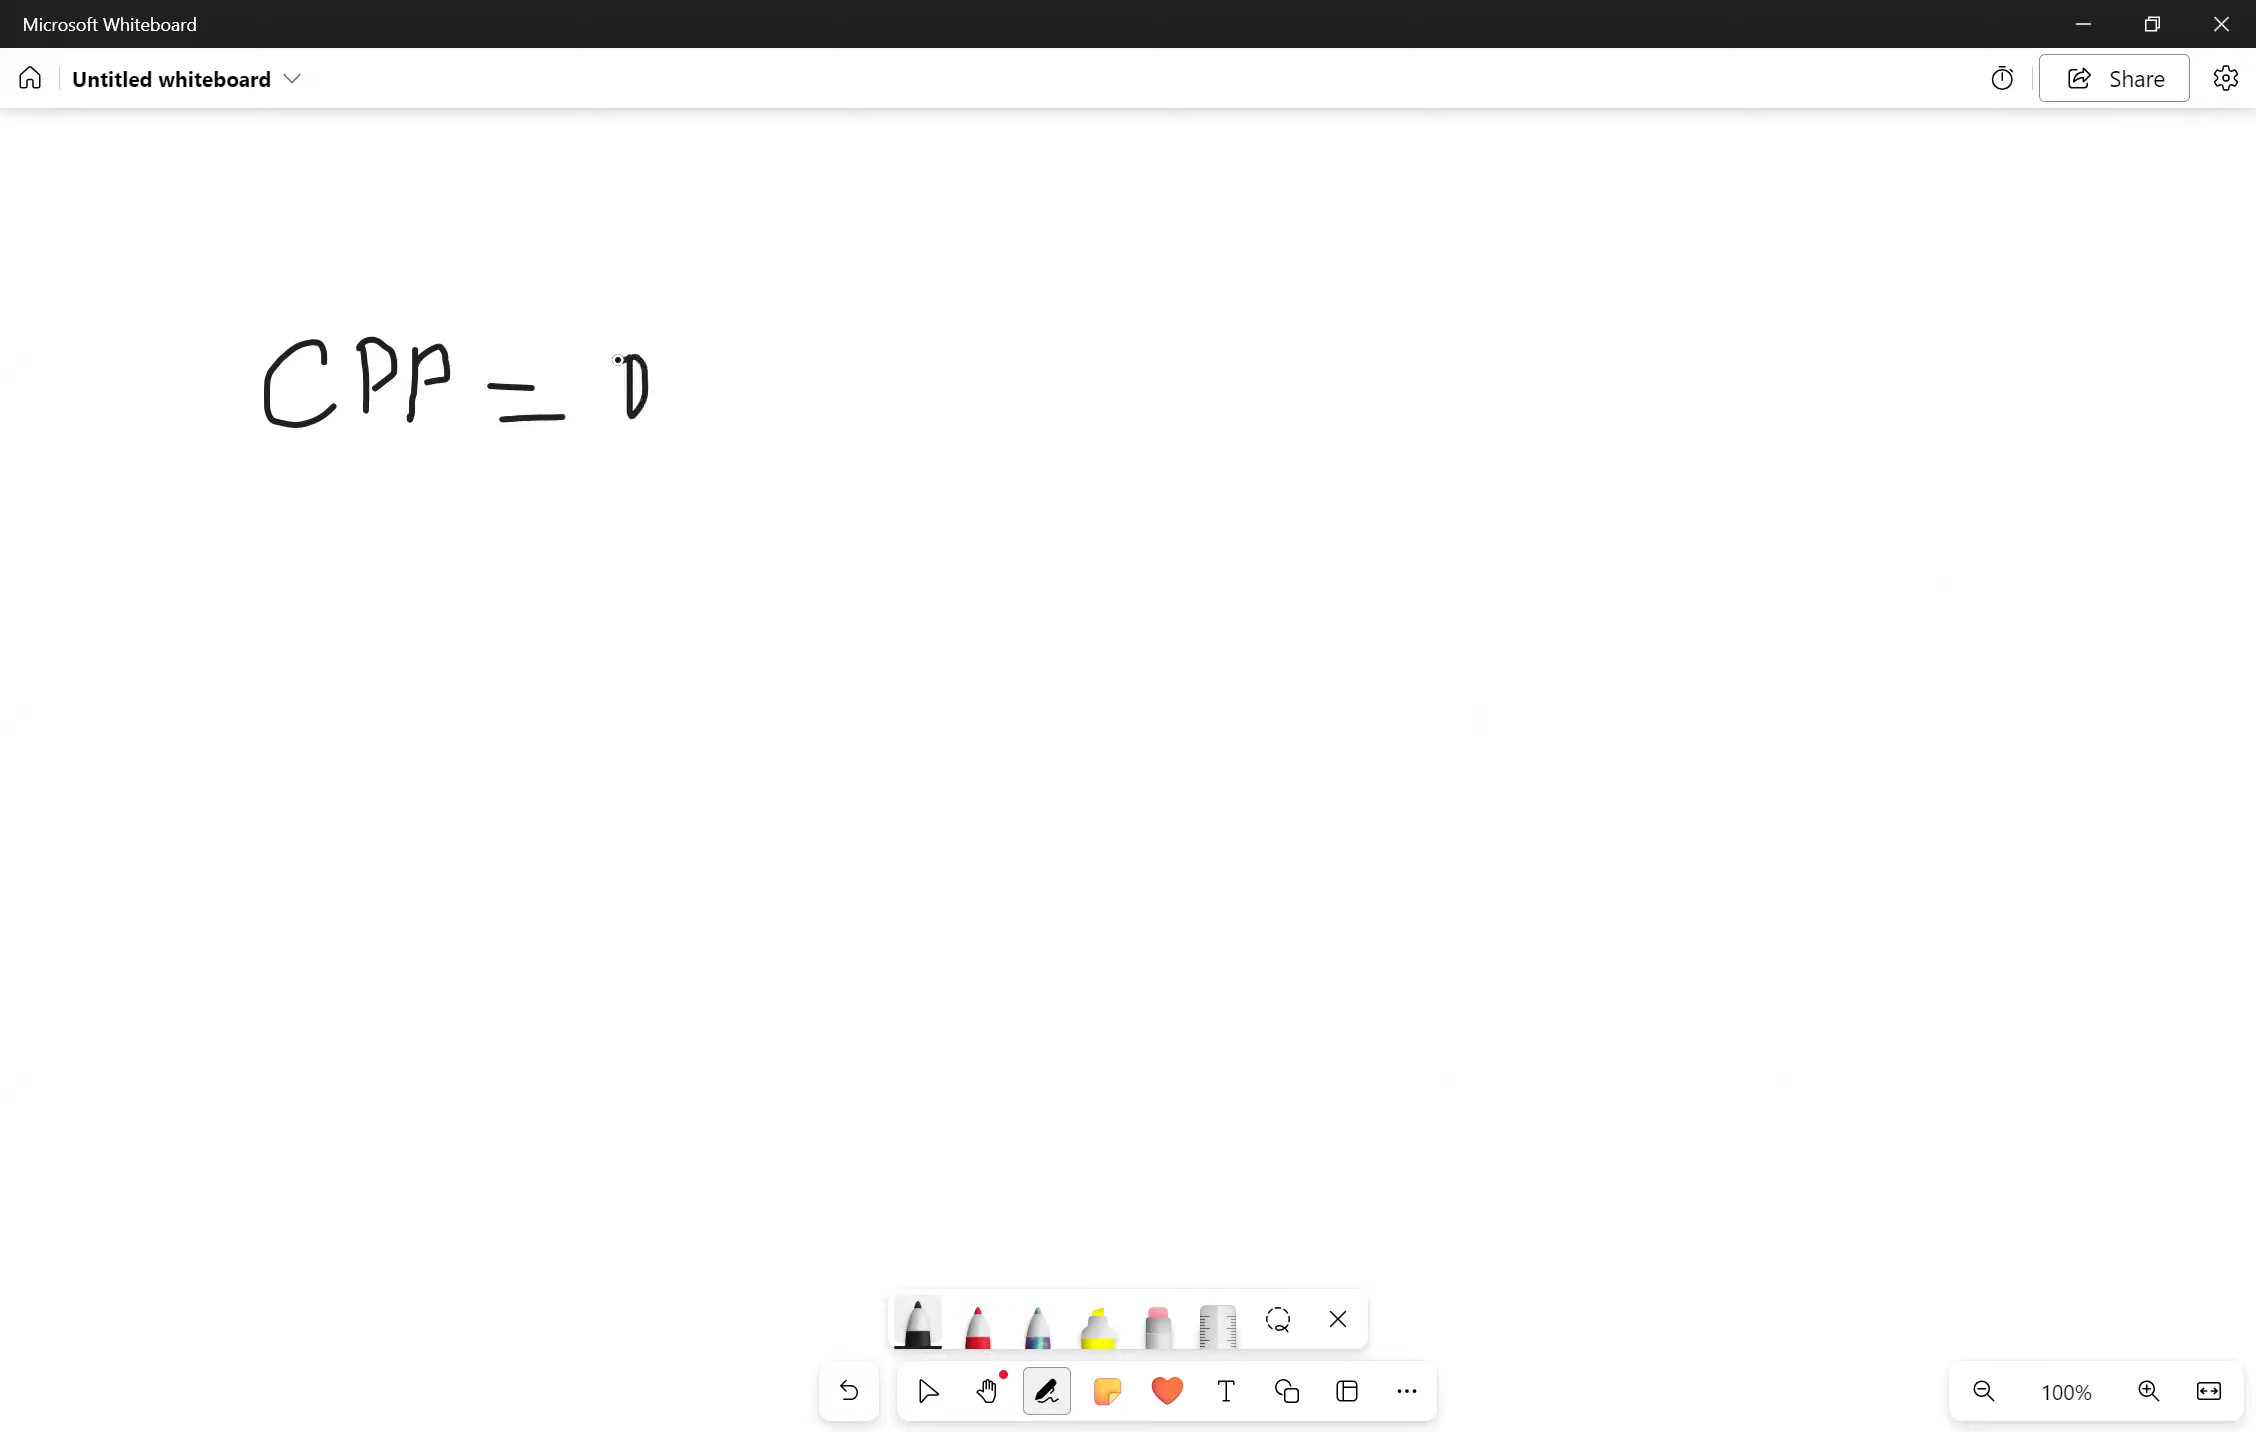 Microsoft Whiteboard
Untitled whiteboard
Share
CPP = D
T
100%